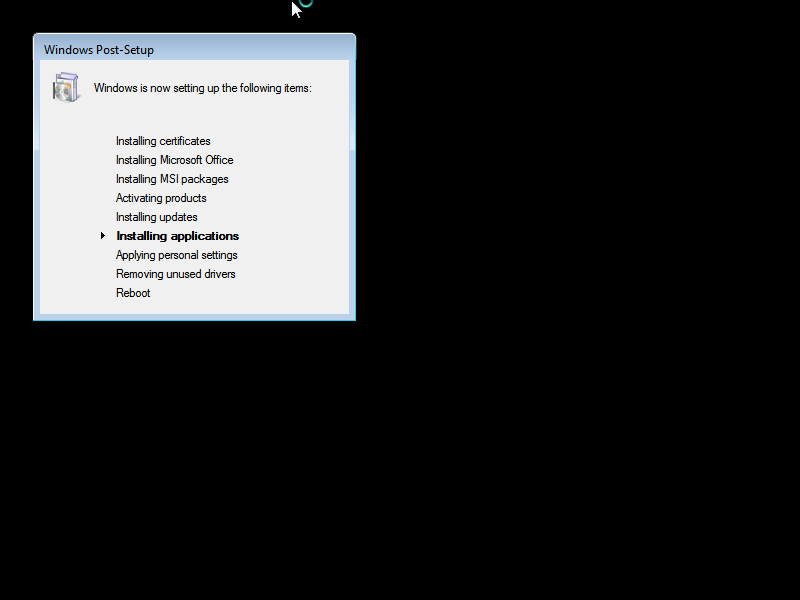 Windows Post-Setup
Windows is now setting up the following items:
Installing certificates
Installing Microsoft Office
Installing MSI packages
Activating products
Installing updates
Installing applications
Applying personal settings
Removing unused drivers
Reboot